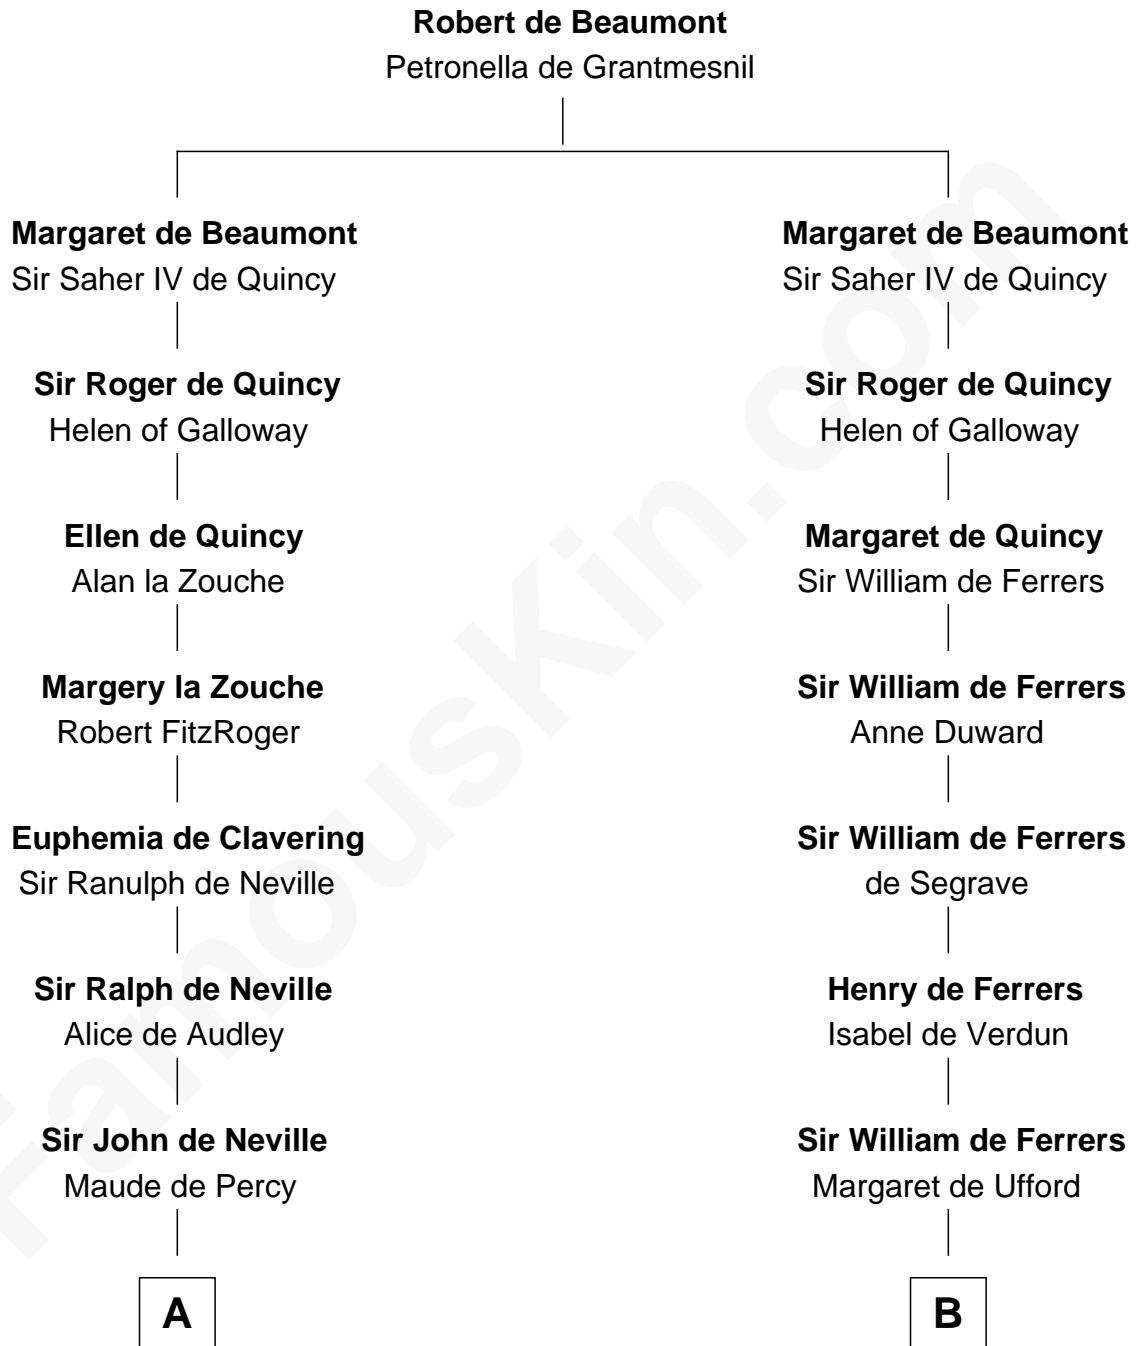 Robert de Beaumont
Petronella de Grantmesnil
Margaret de Beaumont
Sir Saher IV de Quincy
Margaret de Beaumont
Sir Saher IV de Quincy
Sir Roger de Quincy
Helen of Galloway
Sir Roger de Quincy
Helen of Galloway
Ellen de Quincy
Alan la Zouche
Margaret de Quincy
Sir William de Ferrers
Margery la Zouche
Robert FitzRoger
Sir William de Ferrers
Anne Duward
Euphemia de Clavering
Sir Ranulph de Neville
Sir William de Ferrers
de Segrave
Sir Ralph de Neville
Alice de Audley
Henry de Ferrers
Isabel de Verdun
Sir John de Neville
Maude de Percy
Sir William de Ferrers
Margaret de Ufford
A
B
FamousKin.com